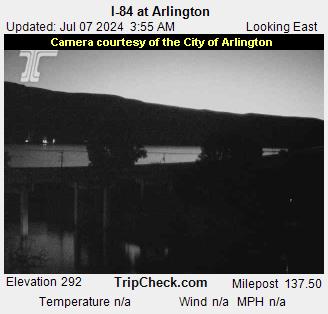 I-84 at Arlington
Updated: Jul 07 2024 3:55 AM Looking East
Camera courtesy of the City of Arlington
Elevation 292 TripCheck.com Milepost 137.50
Temperature n/a Wind n/a MPH n/a